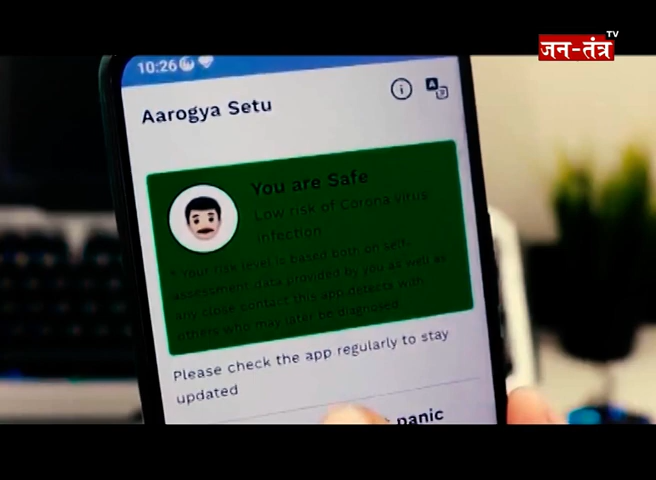 जन-तंत्र TV
10:26
Aarogya Setu
You are Safe
Low risk of Corona virus
infection
* Your risk level is based both on self-
assessment data provided by you as well as
any close contact this app detects with
others who may later be diagnosed
Please check the app regularly to stay
updated
panic